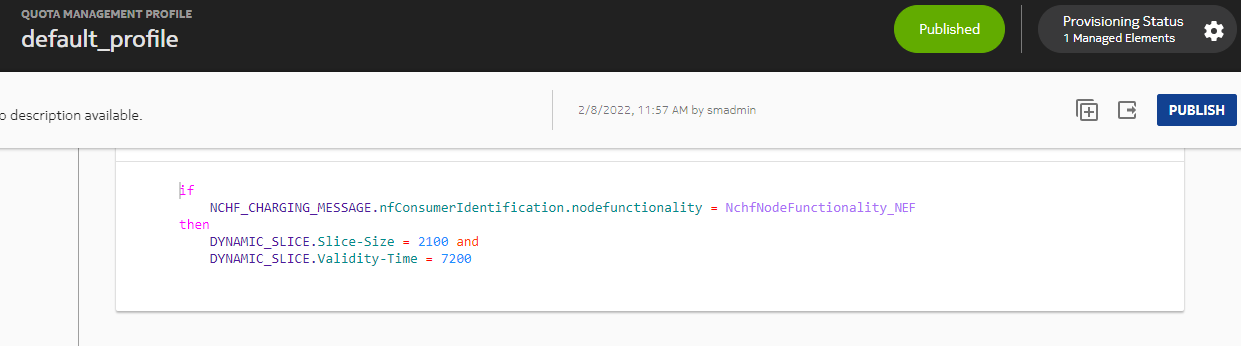 QUOTA MANAGEMENT PROFILE
default_profile
Published
Provisioning Status
1 Managed Elements
o description available.
2/8/2022, 11:57 AM by smadmin
PUBLISH
if
NCHF_CHARGING_MESSAGE.nfConsumerIdentification.nodefunctionality = NchfNodeFunctionality_NEF
then
DYNAMIC_SLICE.Slice-Size = 2100 and
DYNAMIC_SLICE.Validity-Time = 7200